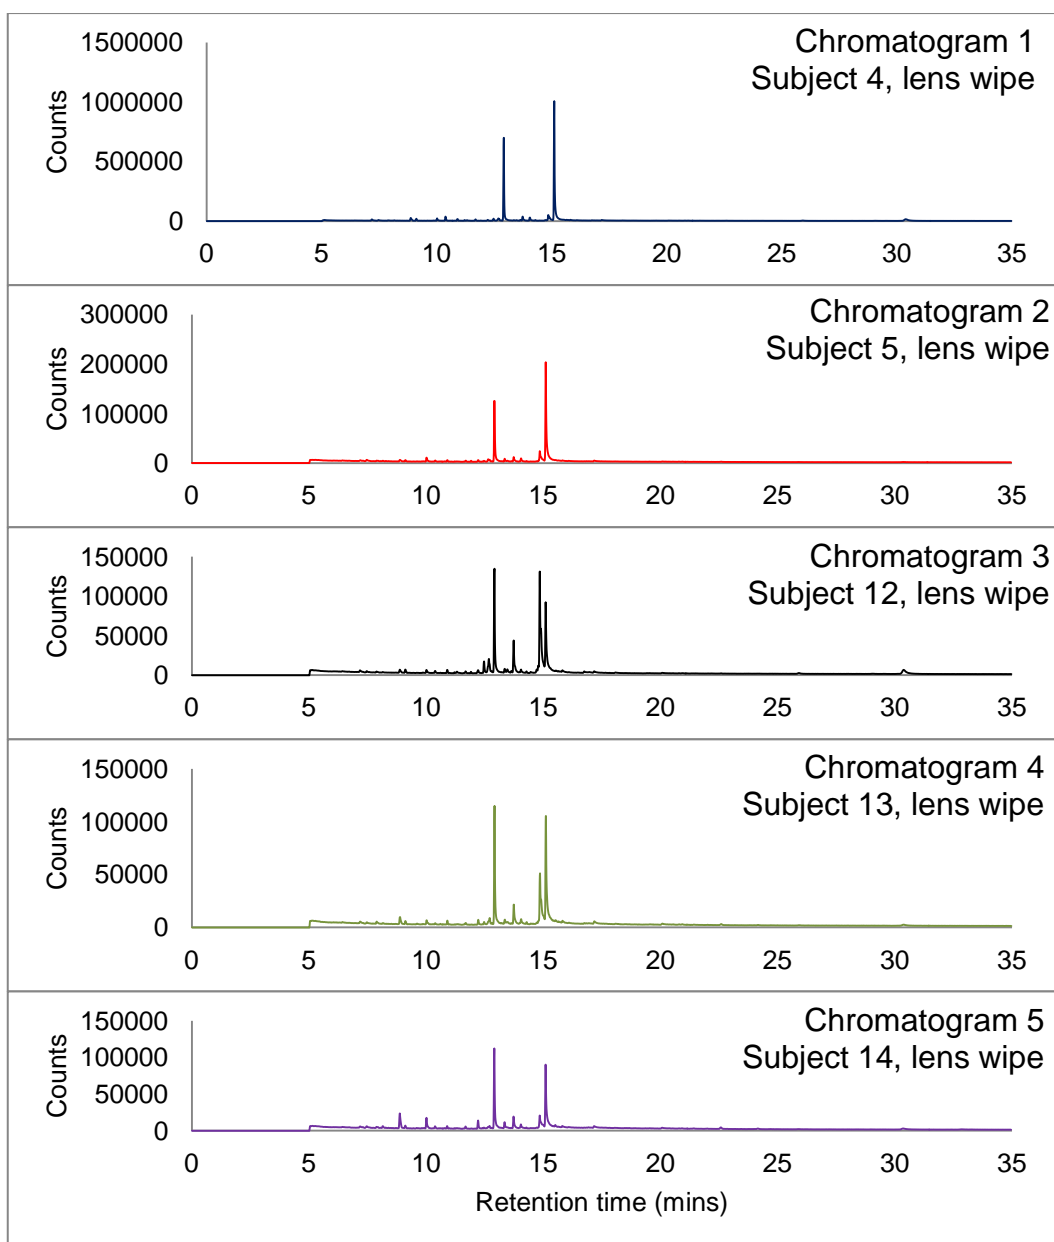 Chromatogram 1
Subject 4, lens wipe
Counts
1500000
1000000
500000
0
0 5 10 15 20 25 30 35
Chromatogram 2
Subject 5, lens wipe
Counts
300000
200000
100000
0
0 5 10 15 20 25 30 35
Chromatogram 3
Subject 12, lens wipe
Counts
150000
100000
50000
0
0 5 10 15 20 25 30 35
Chromatogram 4
Subject 13, lens wipe
Counts
150000
100000
50000
0
0 5 10 15 20 25 30 35
Chromatogram 5
Subject 14, lens wipe
Counts
150000
100000
50000
0
0 5 10 15 20 25 30 35
Retention time (mins)